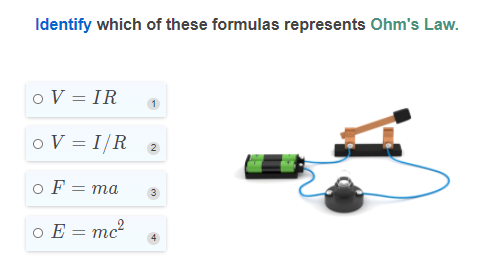 Identify which of these formulas represents Ohm's Law.
V = IR 1
V = I/R 2
F = ma 3
E = mc² 4